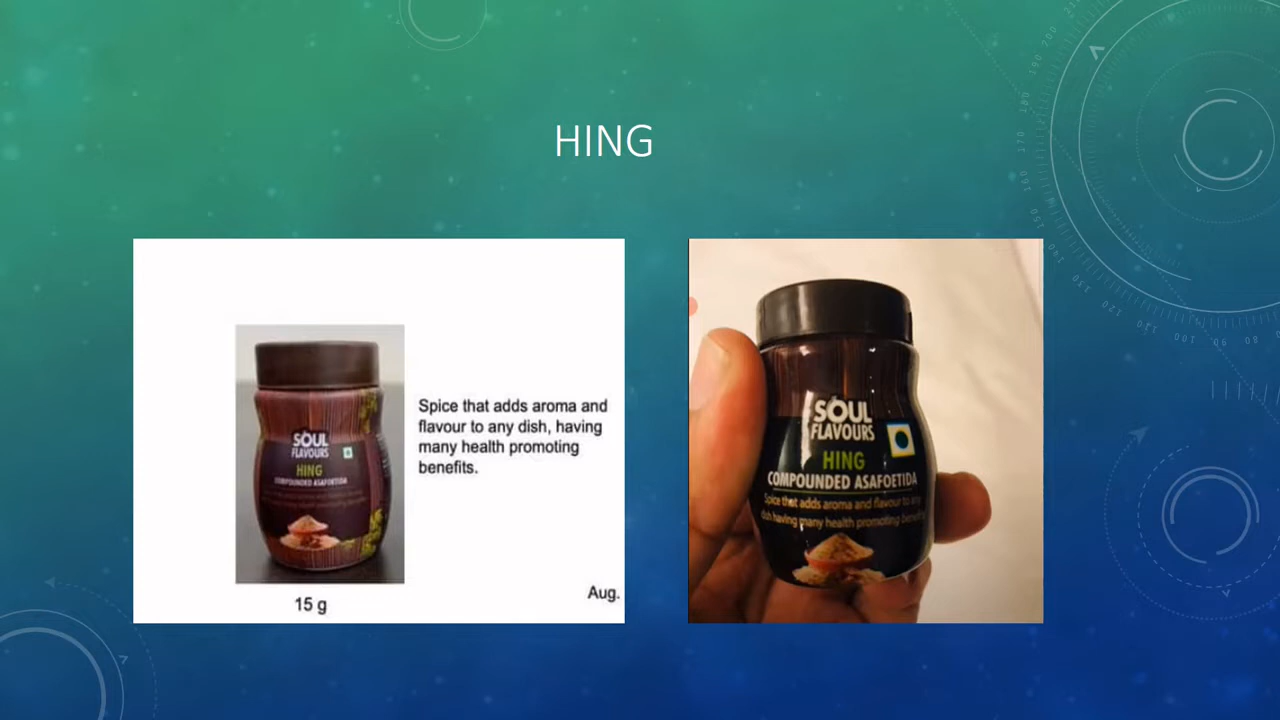 HING
SOUL
FLAVOURS
HING
COMPOUNDED ASAFOETIDA
Spice that adds aroma and
flavour to any dish, having
many health promoting
benefits.
15 g
Aug.
SOUL
FLAVOURS
HING
COMPOUNDED ASAFOETIDA
Spice that adds aroma and flavour to any
dish having many health promoting